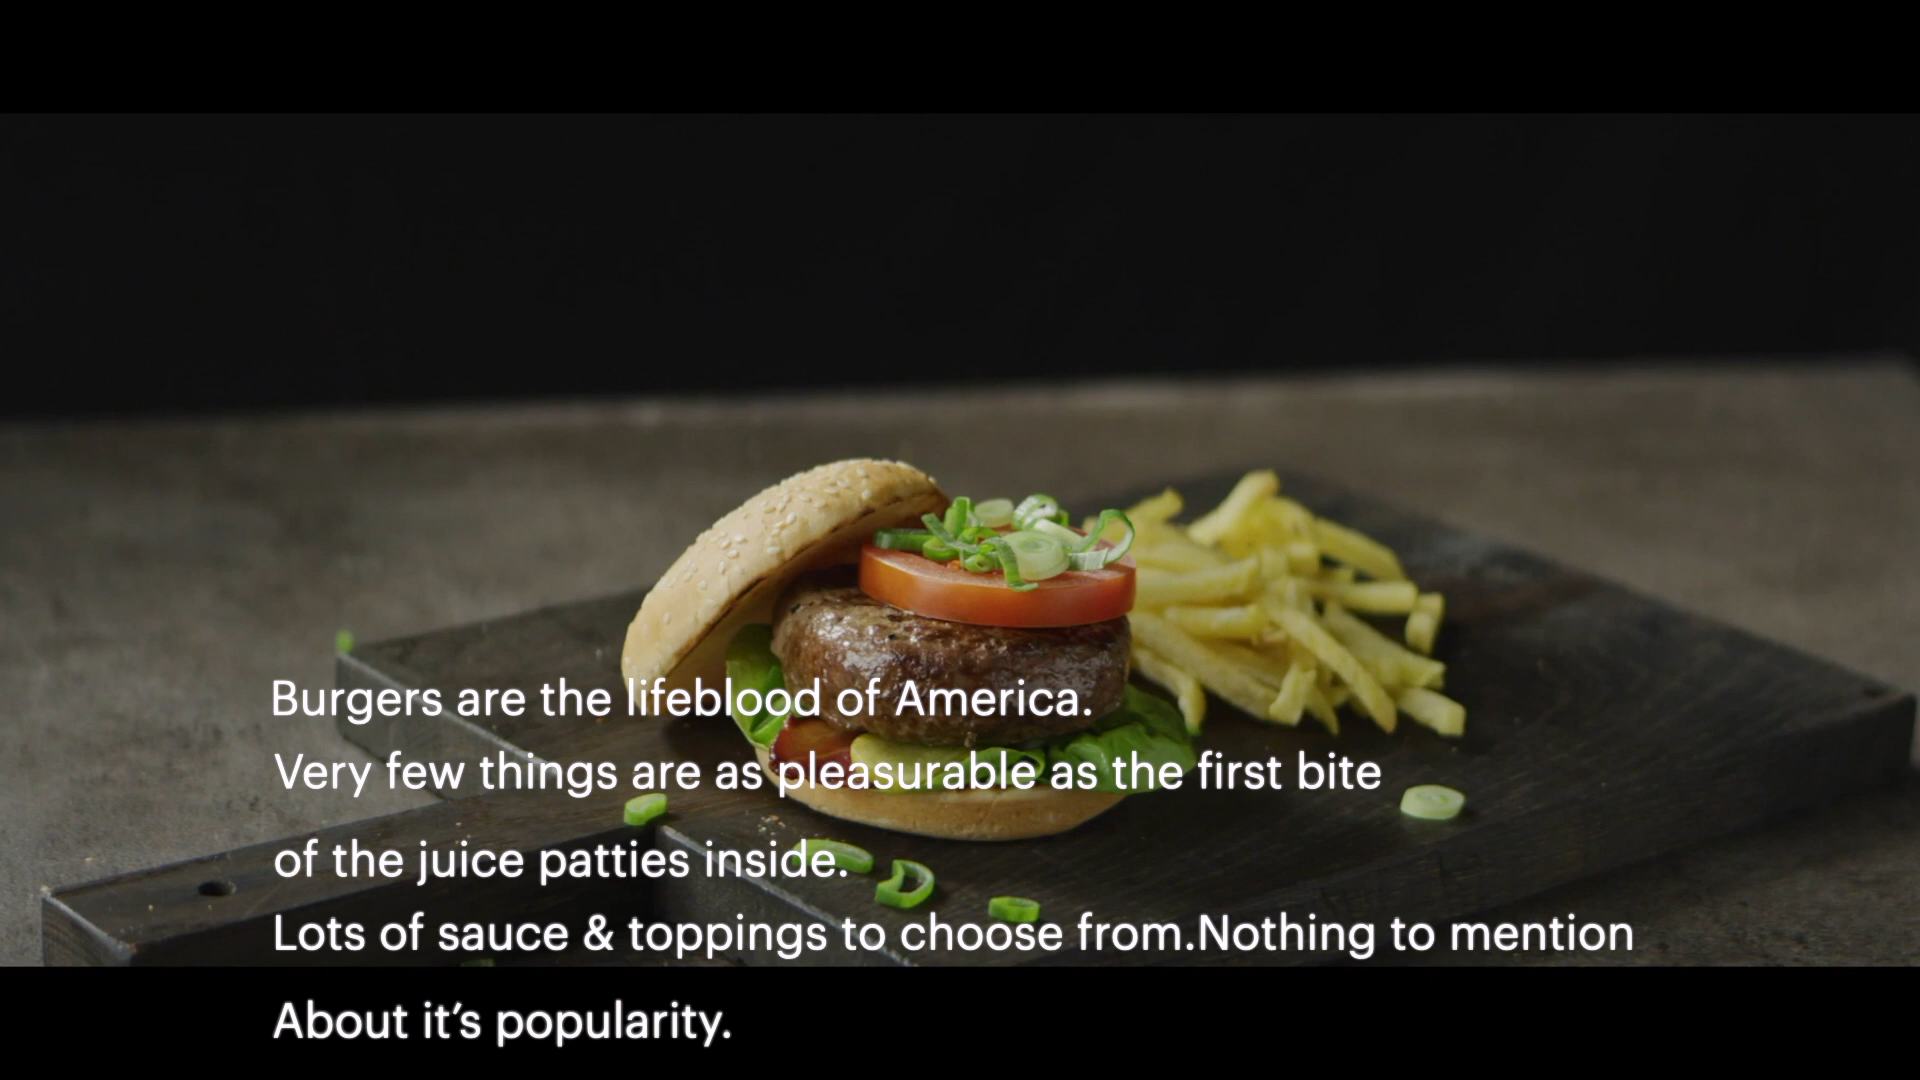 Burgers are the lifeblood of America.
Very few things are as pleasurable as the first bite
of the juice patties inside.
Lots of sauce & toppings to choose from.Nothing to mention
About it’s popularity.